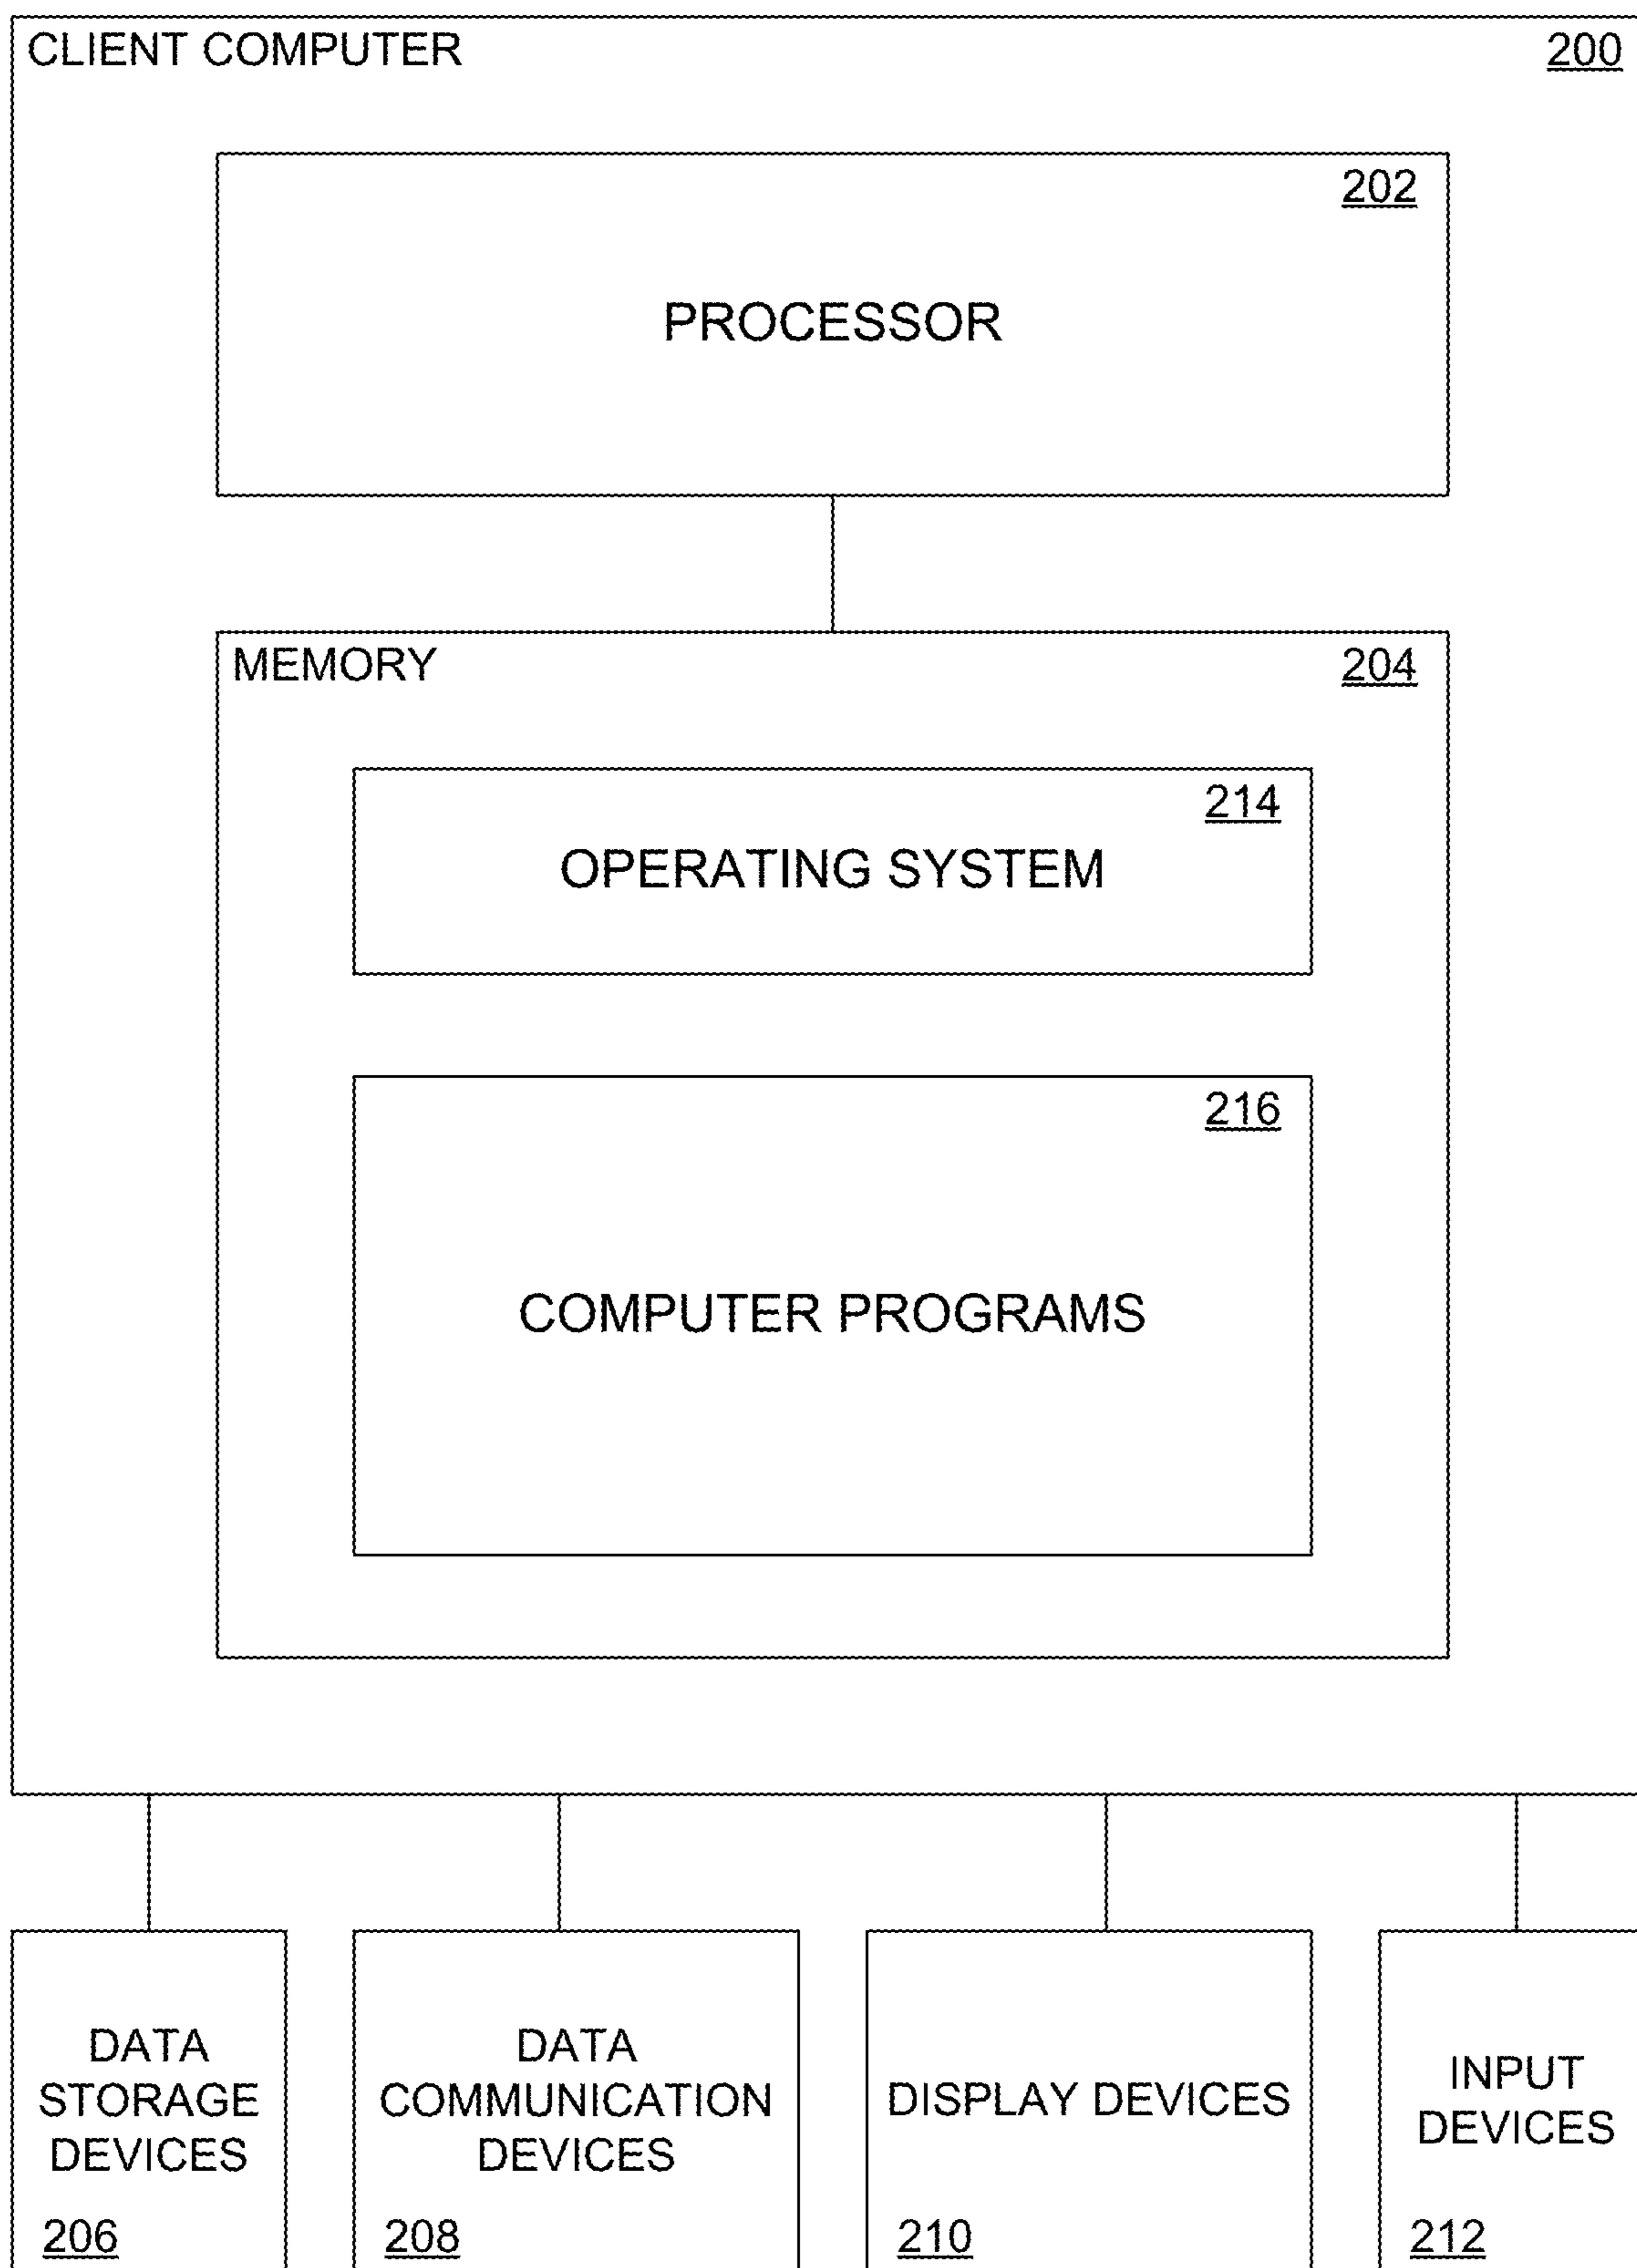 CLIENT COMPUTER 200
202
PROCESSOR
MEMORY 204
214
OPERATING SYSTEM
216
COMPUTER PROGRAMS
DATA
STORAGE
DEVICES
206
DATA
COMMUNICATION
DEVICES
208
DISPLAY DEVICES
210
INPUT
DEVICES
212